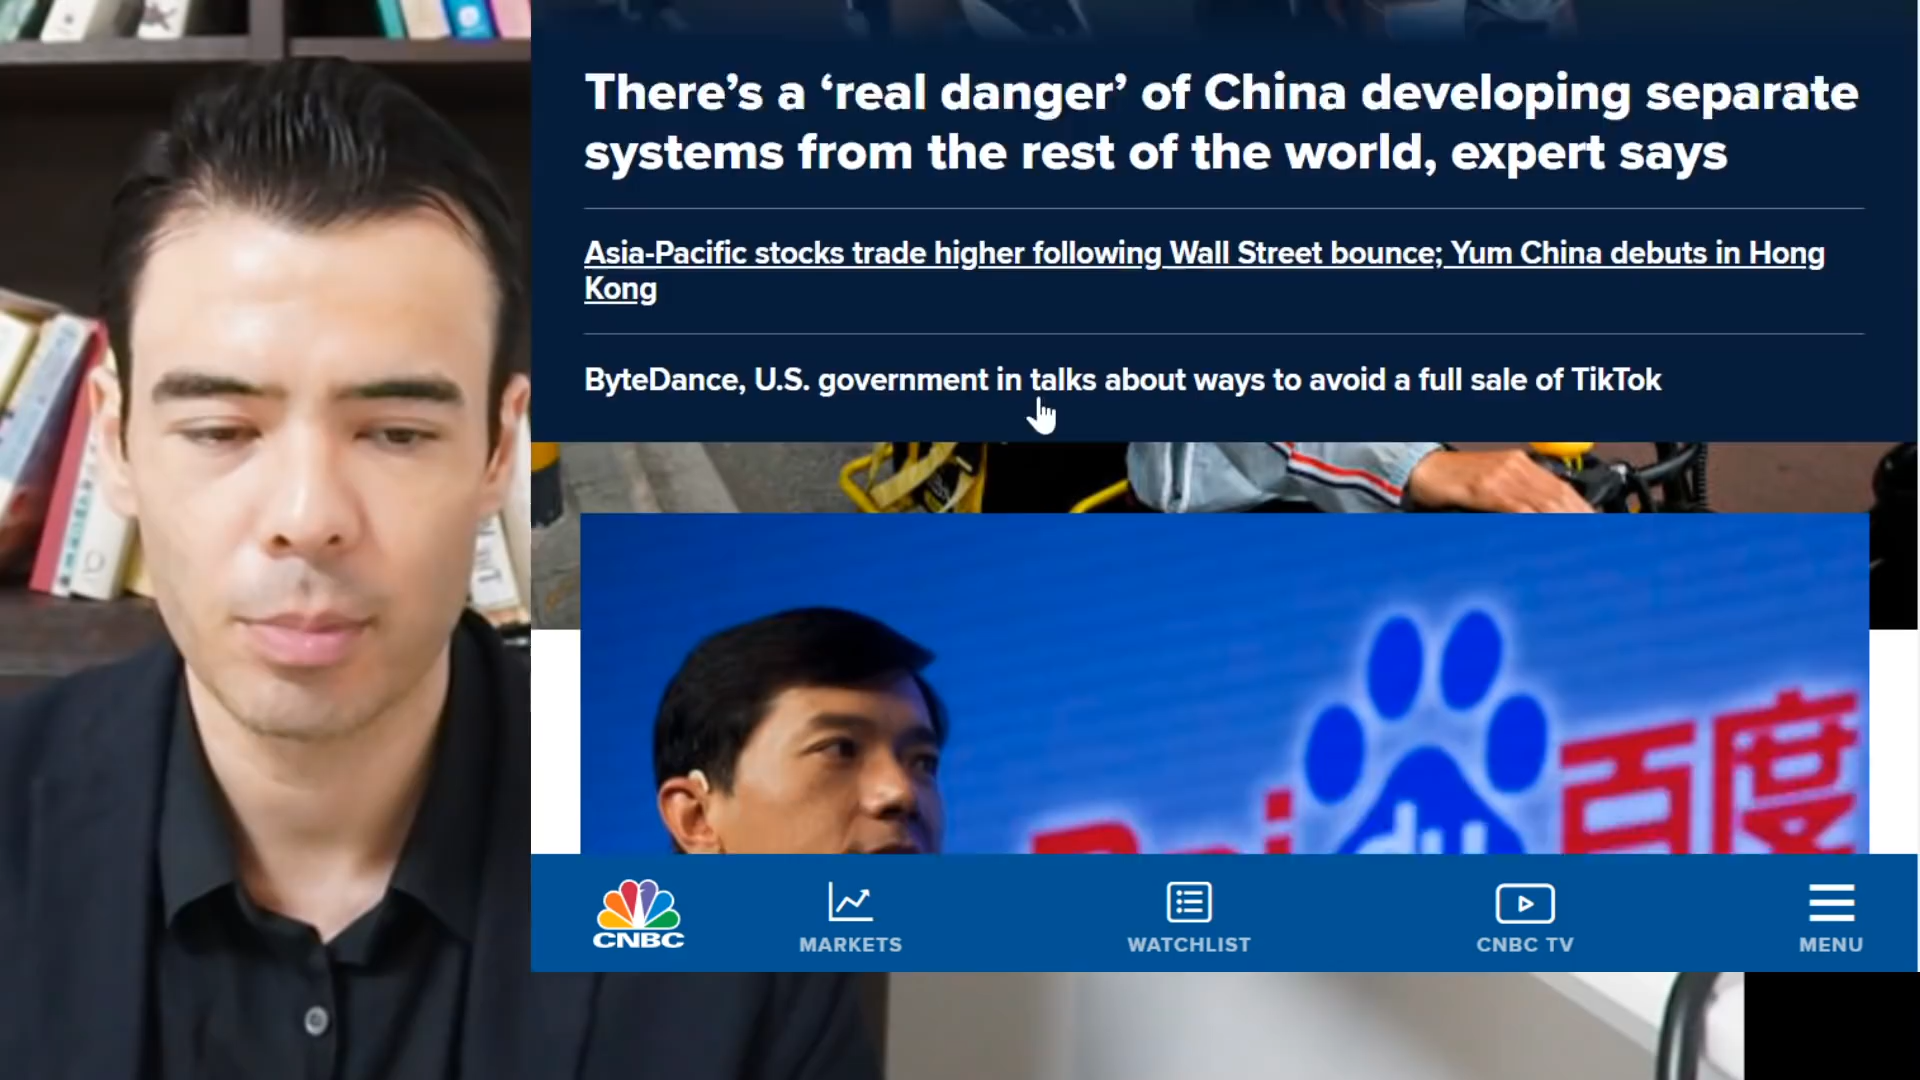 There’s a ‘real danger’ of China developing separate
systems from the rest of the world, expert says
Asia-Pacific stocks trade higher following Wall Street bounce; Yum China debuts in Hong
Kong
ByteDance, U.S. government in talks about ways to avoid a full sale of TikTok
Bai du 百度
CNBC
MARKETS
WATCHLIST
CNBC TV
MENU